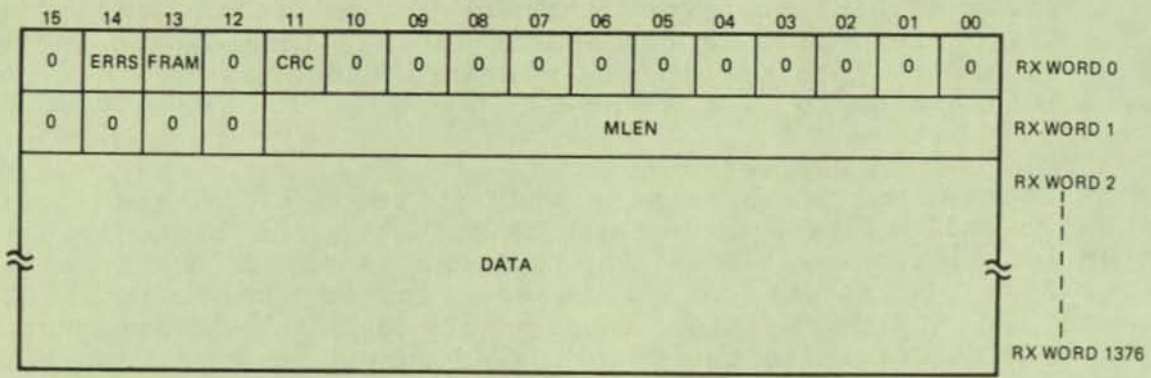 15 14 13 12 11 10 09 08 07 06 05 04 03 02 01 00
0 ERRS FRAM 0 CRC 0 0 0 0 0 0 0 0 0 0 0 RX WORD 0
0 0 0 0 MLEN RX WORD 1
RX WORD 2
DATA
RX WORD 1376